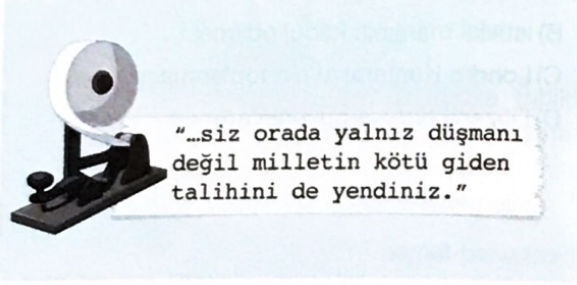 “…siz orada yalnız düşmanı
değil milletin kötü giden
talihini de yendiniz.”